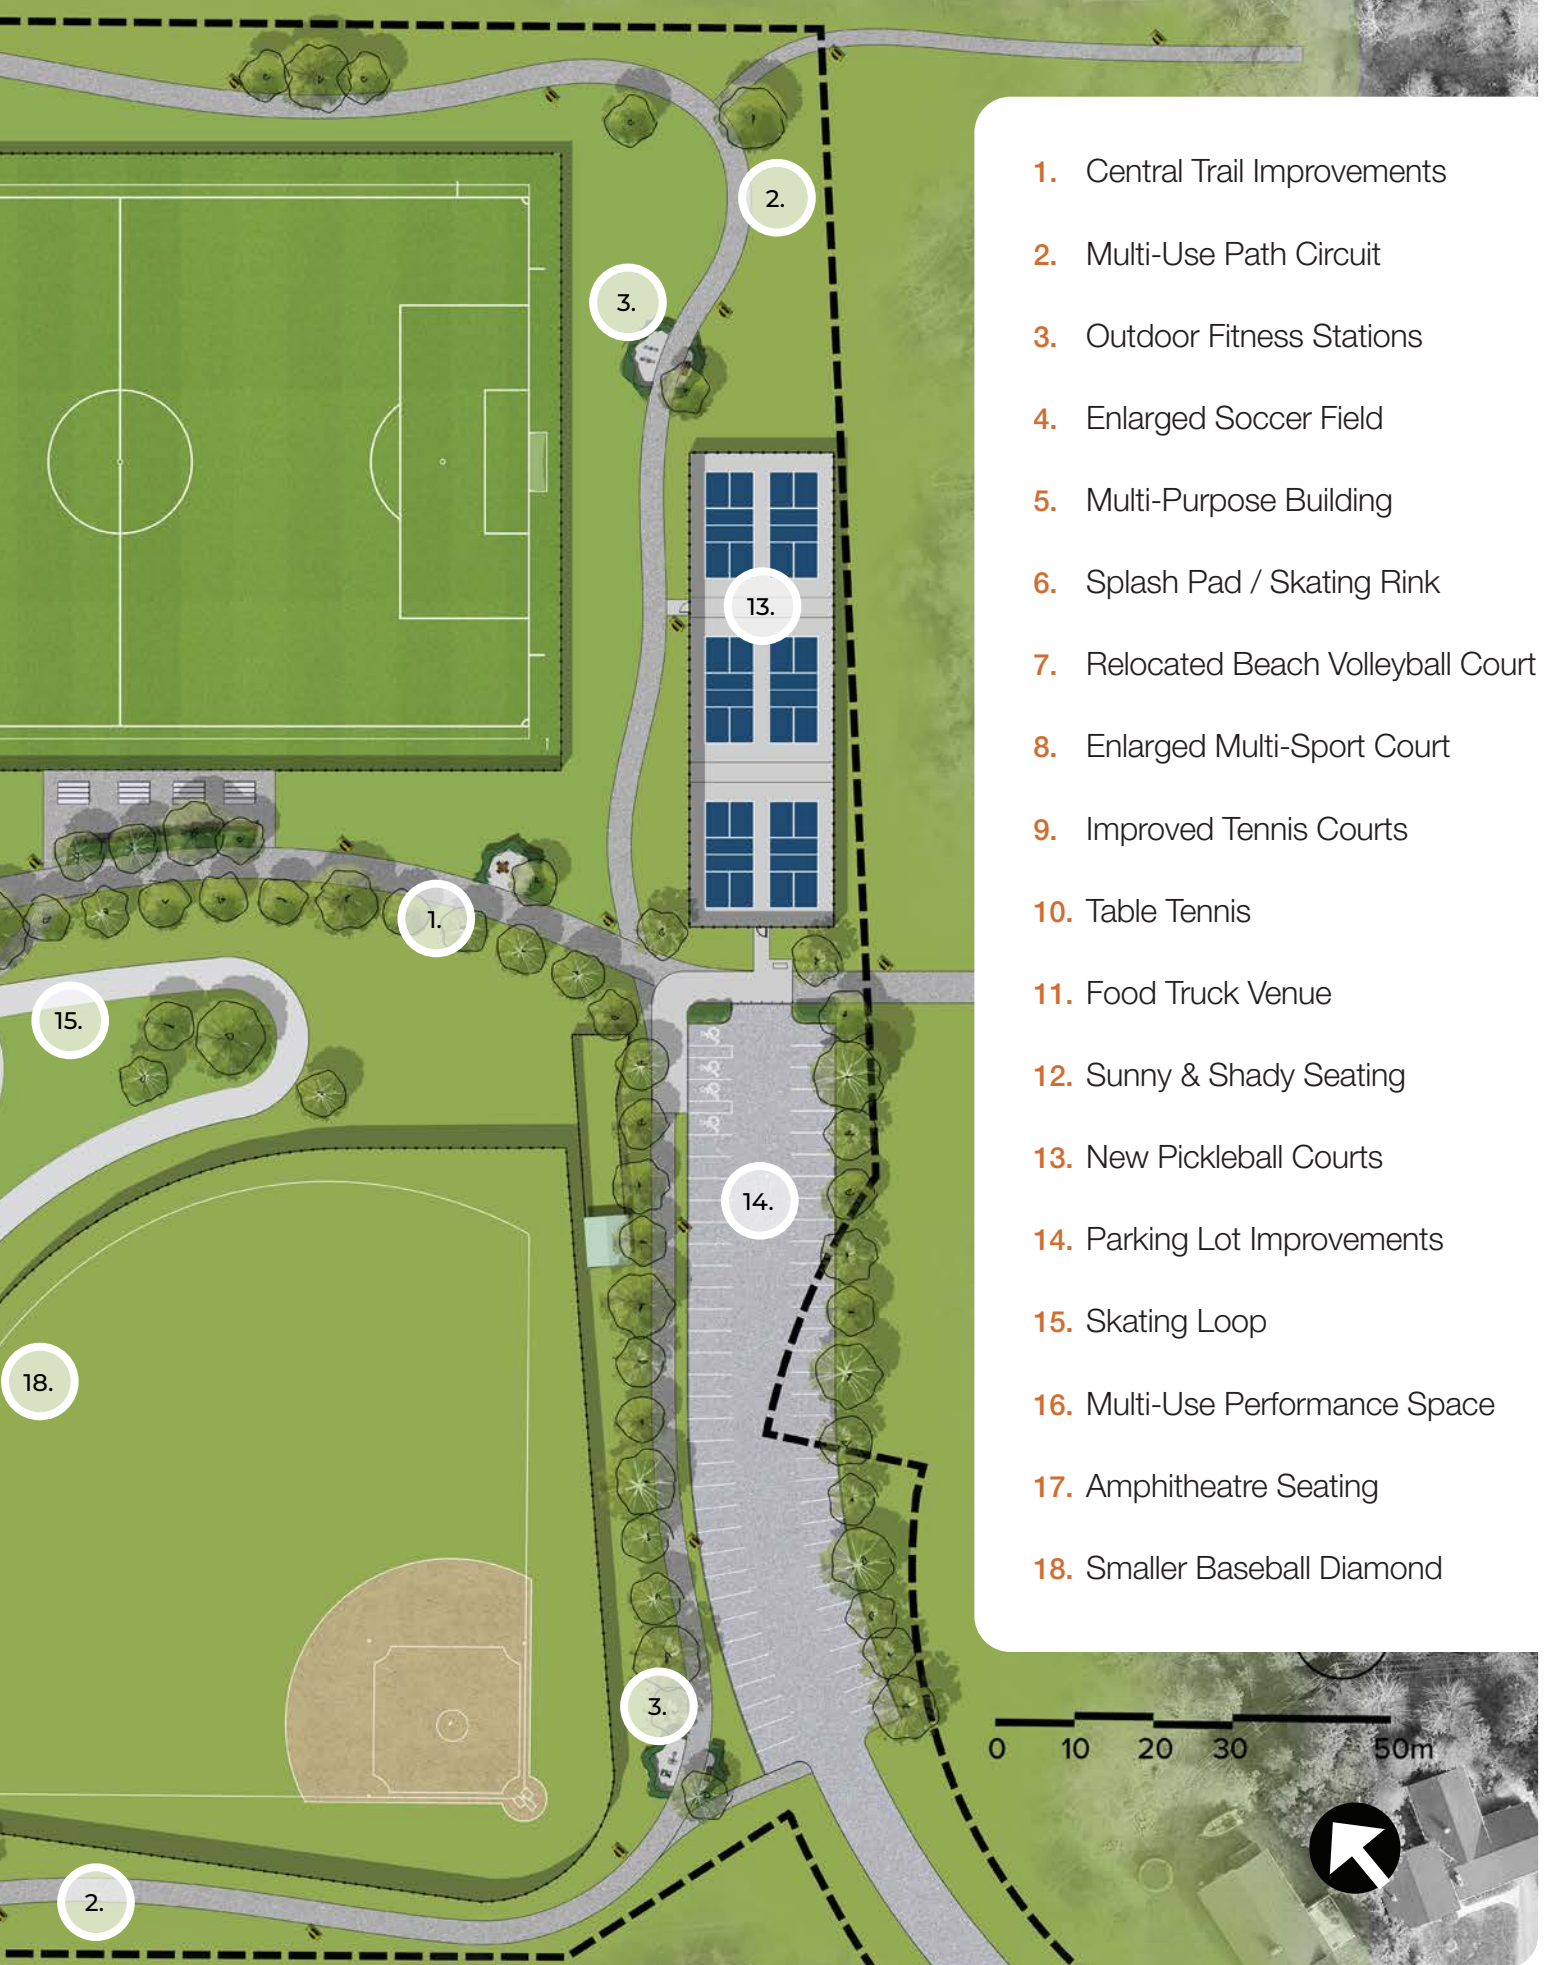 2.
3.
13.
1.
15.
14.
18.
3.
2.
1. Central Trail Improvements
2. Multi-Use Path Circuit
3. Outdoor Fitness Stations
4. Enlarged Soccer Field
5. Multi-Purpose Building
6. Splash Pad / Skating Rink
7. Relocated Beach Volleyball Court
8. Enlarged Multi-Sport Court
9. Improved Tennis Courts
10. Table Tennis
11. Food Truck Venue
12. Sunny & Shady Seating
13. New Pickleball Courts
14. Parking Lot Improvements
15. Skating Loop
16. Multi-Use Performance Space
17. Amphitheatre Seating
18. Smaller Baseball Diamond
0 10 20 30 50m